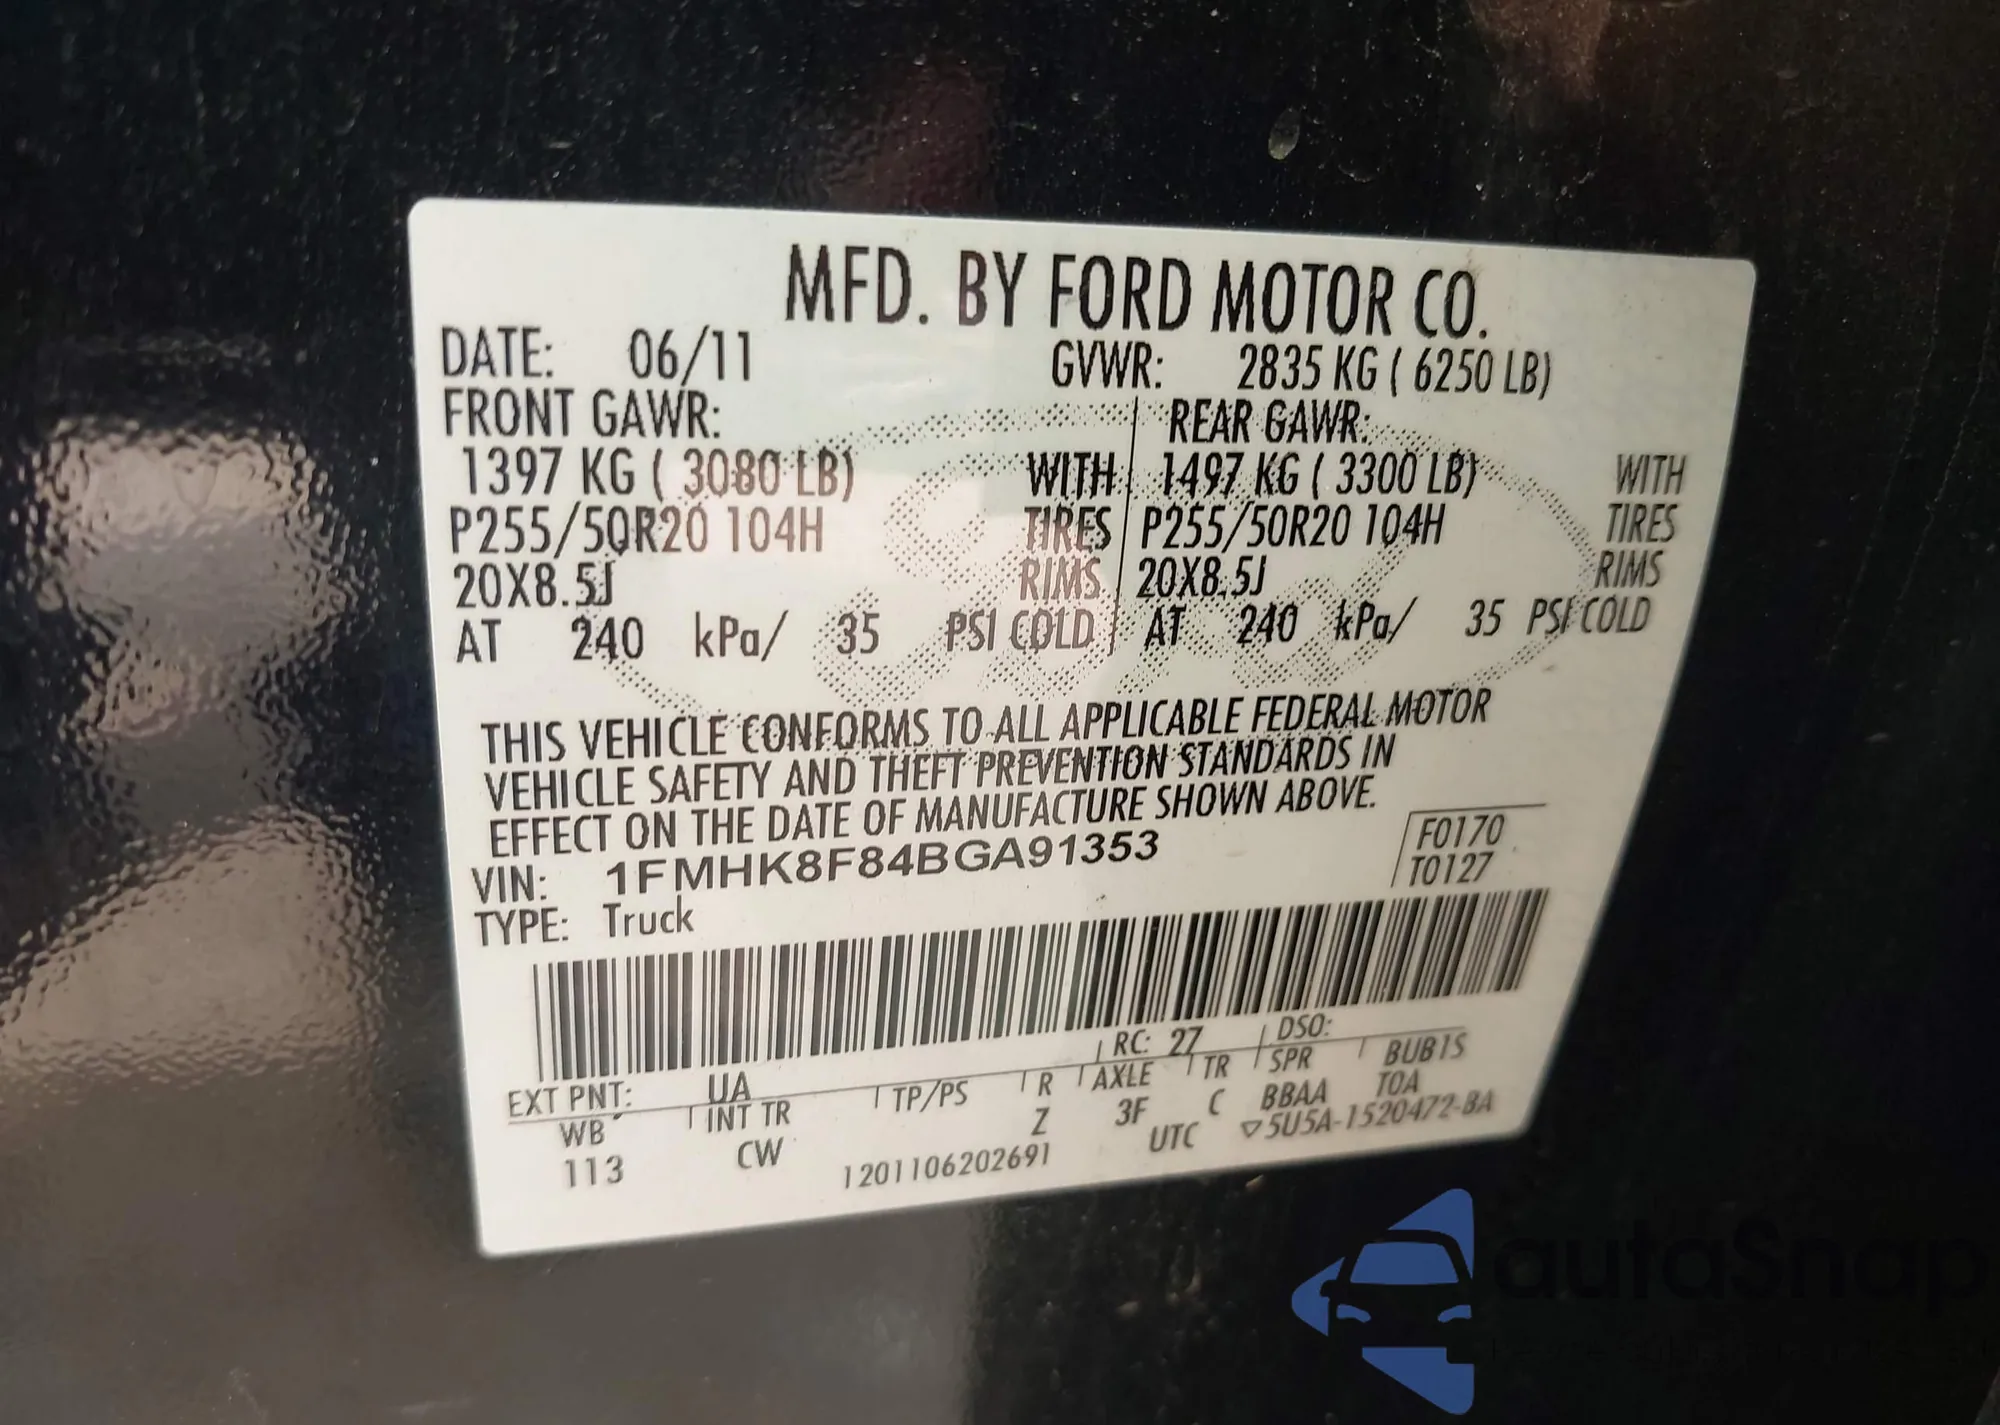 MFD. BY FORD MOTOR CO.
DATE: 06/11 GVWR: 2835 KG ( 6250 LB)
FRONT GAWR: REAR GAWR:
1397 KG ( 3080 LB) WITH 1497 KG ( 3300 LB) WITH
P255/50R20 104H TIRES P255/50R20 104H TIRES
20X8.5J RIMS 20X8.5J RIMS
AT 240 kPa/ 35 PSI COLD AT 240 kPa/ 35 PSI COLD
THIS VEHICLE CONFORMS TO ALL APPLICABLE FEDERAL MOTOR
VEHICLE SAFETY AND THEFT PREVENTION STANDARDS IN
EFFECT ON THE DATE OF MANUFACTURE SHOWN ABOVE.
VIN: 1FMHK8F84BGA91353 F0170
TYPE: Truck T0127
EXT PNT: UA RC: 27 DSO:
WB INT TR TP/PS R AXLE TR SPR BUB1S
113 CW Z 3F C BBAA TOA
1201106202691 UTC ▽5U5A-1520472-BA
autaSnap